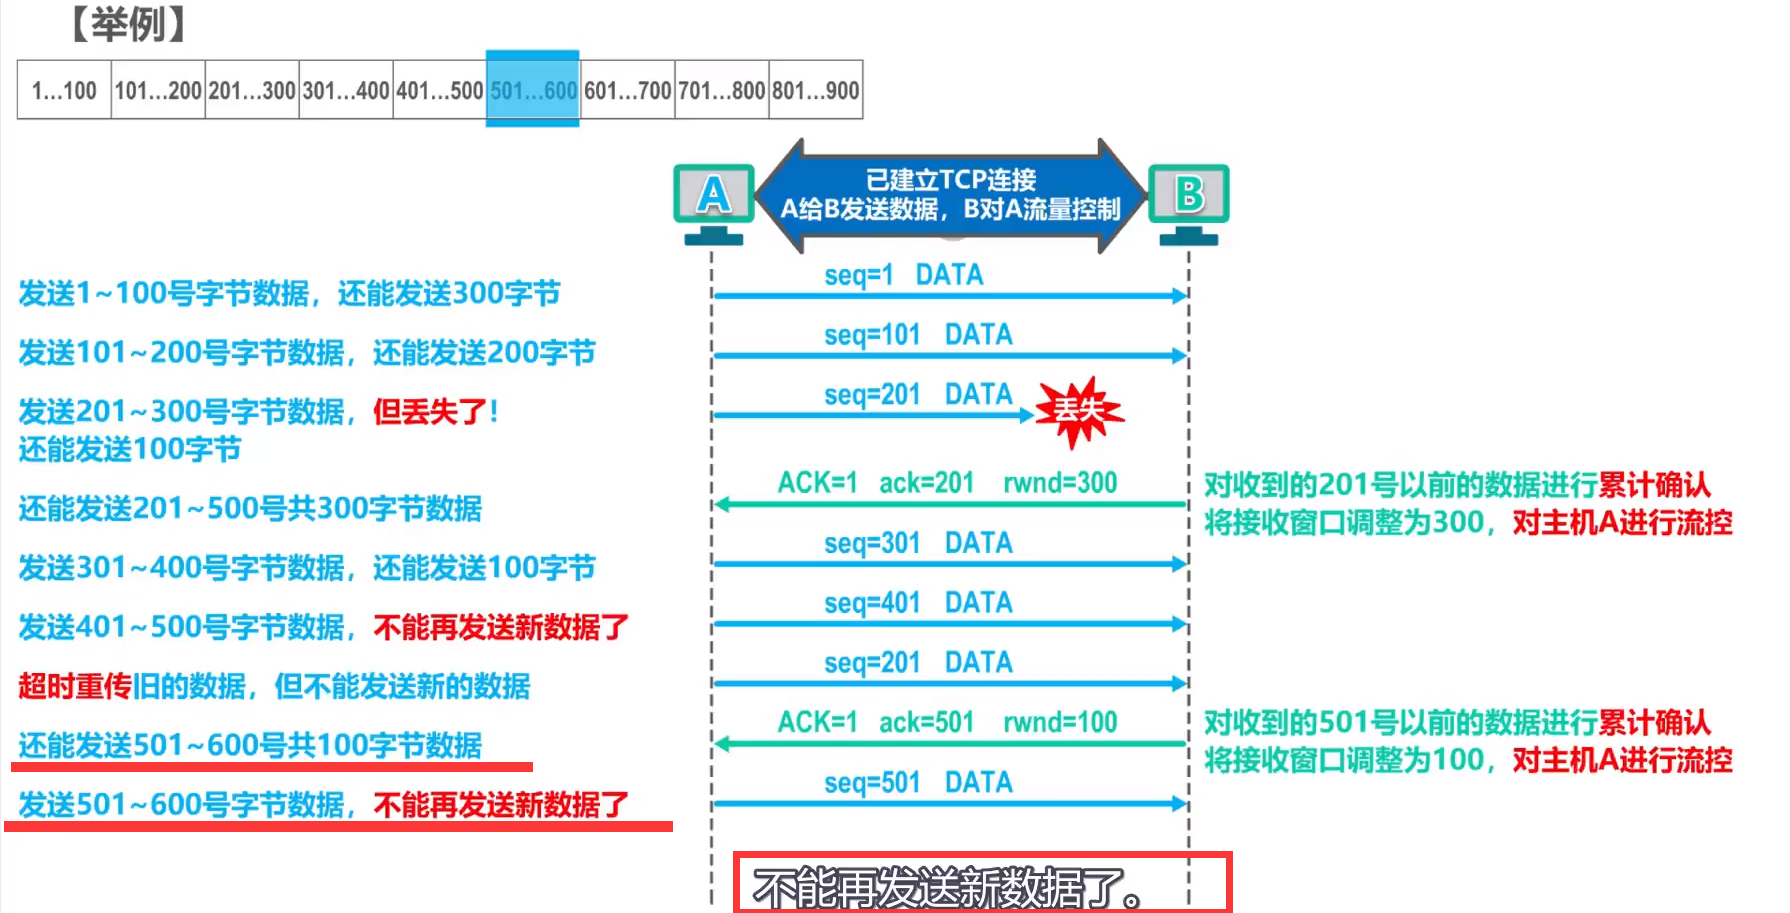 【举例】
1...100 101...200 201...300 301...400 401...500 501...600 601...700 701...800 801...900
A
已建立TCP连接
A给B发送数据，B对A流量控制
B
发送1~100号字节数据，还能发送300字节
seq=1 DATA
发送101~200号字节数据，还能发送200字节
seq=101 DATA
发送201~300号字节数据，但丢失了！
还能发送100字节
seq=201 DATA
丢失
还能发送201~500号共300字节数据
ACK=1 ack=201 rwnd=300
对收到的201号以前的数据进行累计确认
将接收窗口调整为300，对主机A进行流控
发送301~400号字节数据，还能发送100字节
seq=301 DATA
发送401~500号字节数据，不能再发送新数据了
seq=401 DATA
超时重传旧的数据，但不能发送新的数据
seq=201 DATA
还能发送501~600号共100字节数据
ACK=1 ack=501 rwnd=100
对收到的501号以前的数据进行累计确认
将接收窗口调整为100，对主机A进行流控
发送501~600号字节数据，不能再发送新数据了
seq=501 DATA
不能再发送新数据了。